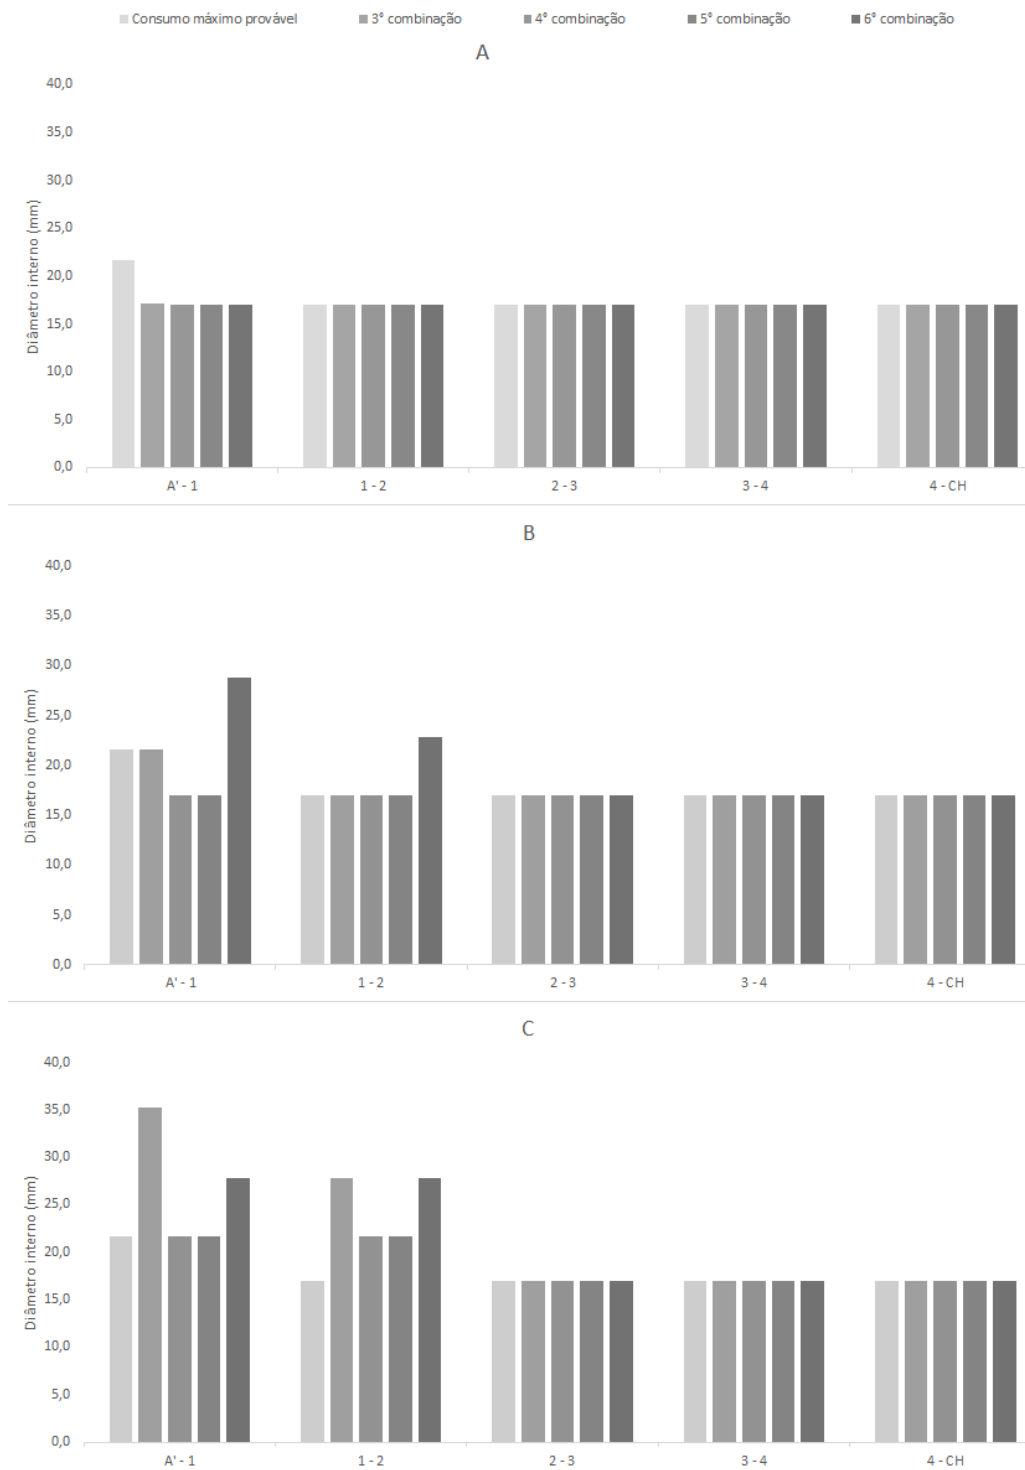 Consumo máximo provável 3° combinação 4° combinação 5° combinação 6° combinação
A
40,0
35,0
30,0
25,0
20,0
15,0
10,0
5,0
0,0
Diâmetro interno (mm)
A' - 1 1 - 2 2 - 3 3 - 4 4 - CH
B
40,0
35,0
30,0
25,0
20,0
15,0
10,0
5,0
0,0
Diâmetro interno (mm)
A' - 1 1 - 2 2 - 3 3 - 4 4 - CH
C
40,0
35,0
30,0
25,0
20,0
15,0
10,0
5,0
0,0
Diâmetro interno (mm)
A' - 1 1 - 2 2 - 3 3 - 4 4 - CH